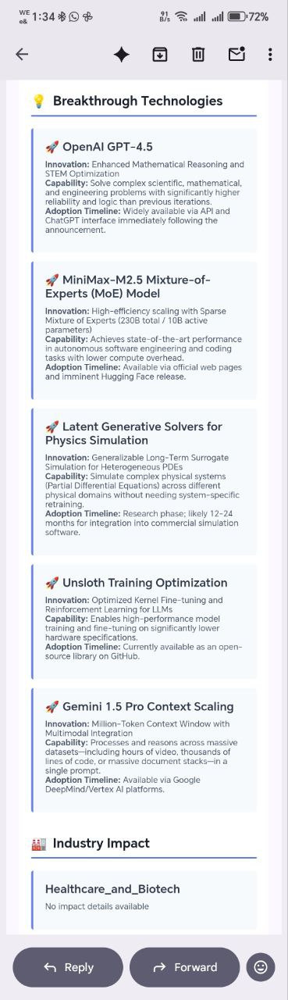 WE
e& 1:34
91
B/s
72%
Breakthrough Technologies
OpenAI GPT-4.5
Innovation: Enhanced Mathematical Reasoning and
STEM Optimization
Capability: Solve complex scientific, mathematical,
and engineering problems with significantly higher
reliability and logic than previous iterations.
Adoption Timeline: Widely available via API and
ChatGPT interface immediately following the
announcement.
MiniMax-M2.5 Mixture-of-
Experts (MoE) Model
Innovation: High-efficiency scaling with Sparse
Mixture of Experts (230B total / 10B active
parameters)
Capability: Achieves state-of-the-art performance
in autonomous software engineering and coding
tasks with lower compute overhead.
Adoption Timeline: Available via official web pages
and imminent Hugging Face release.
Latent Generative Solvers for
Physics Simulation
Innovation: Generalizable Long-Term Surrogate
Simulation for Heterogeneous PDEs
Capability: Simulate complex physical systems
(Partial Differential Equations) across different
physical domains without needing system-specific
retraining.
Adoption Timeline: Research phase; likely 12-24
months for integration into commercial simulation
software.
Unsloth Training Optimization
Innovation: Optimized Kernel Fine-tuning and
Reinforcement Learning for LLMs
Capability: Enables high-performance model
training and fine-tuning on significantly lower
hardware specifications.
Adoption Timeline: Currently available as an open-
source library on GitHub.
Gemini 1.5 Pro Context Scaling
Innovation: Million-Token Context Window with
Multimodal Integration
Capability: Processes and reasons across massive
datasets—including hours of video, thousands of
lines of code, or massive document stacks—in a
single prompt.
Adoption Timeline: Available via Google
DeepMind/Vertex AI platforms.
Industry Impact
Healthcare_and_Biotech
No impact details available
Reply
Forward